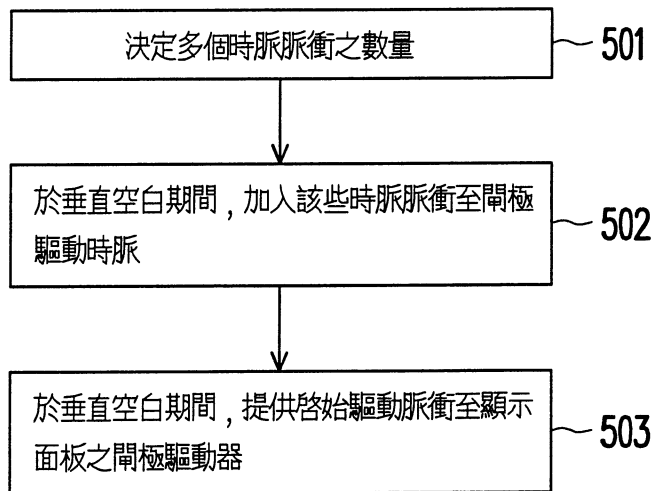 決定多個時脈脈衝之數量
501
於垂直空白期間,加入該些時脈脈衝至閘極
驅動時脈
502
於垂直空白期間,提供啓始驅動脈衝至顯示
面板之閘極驅動器
503